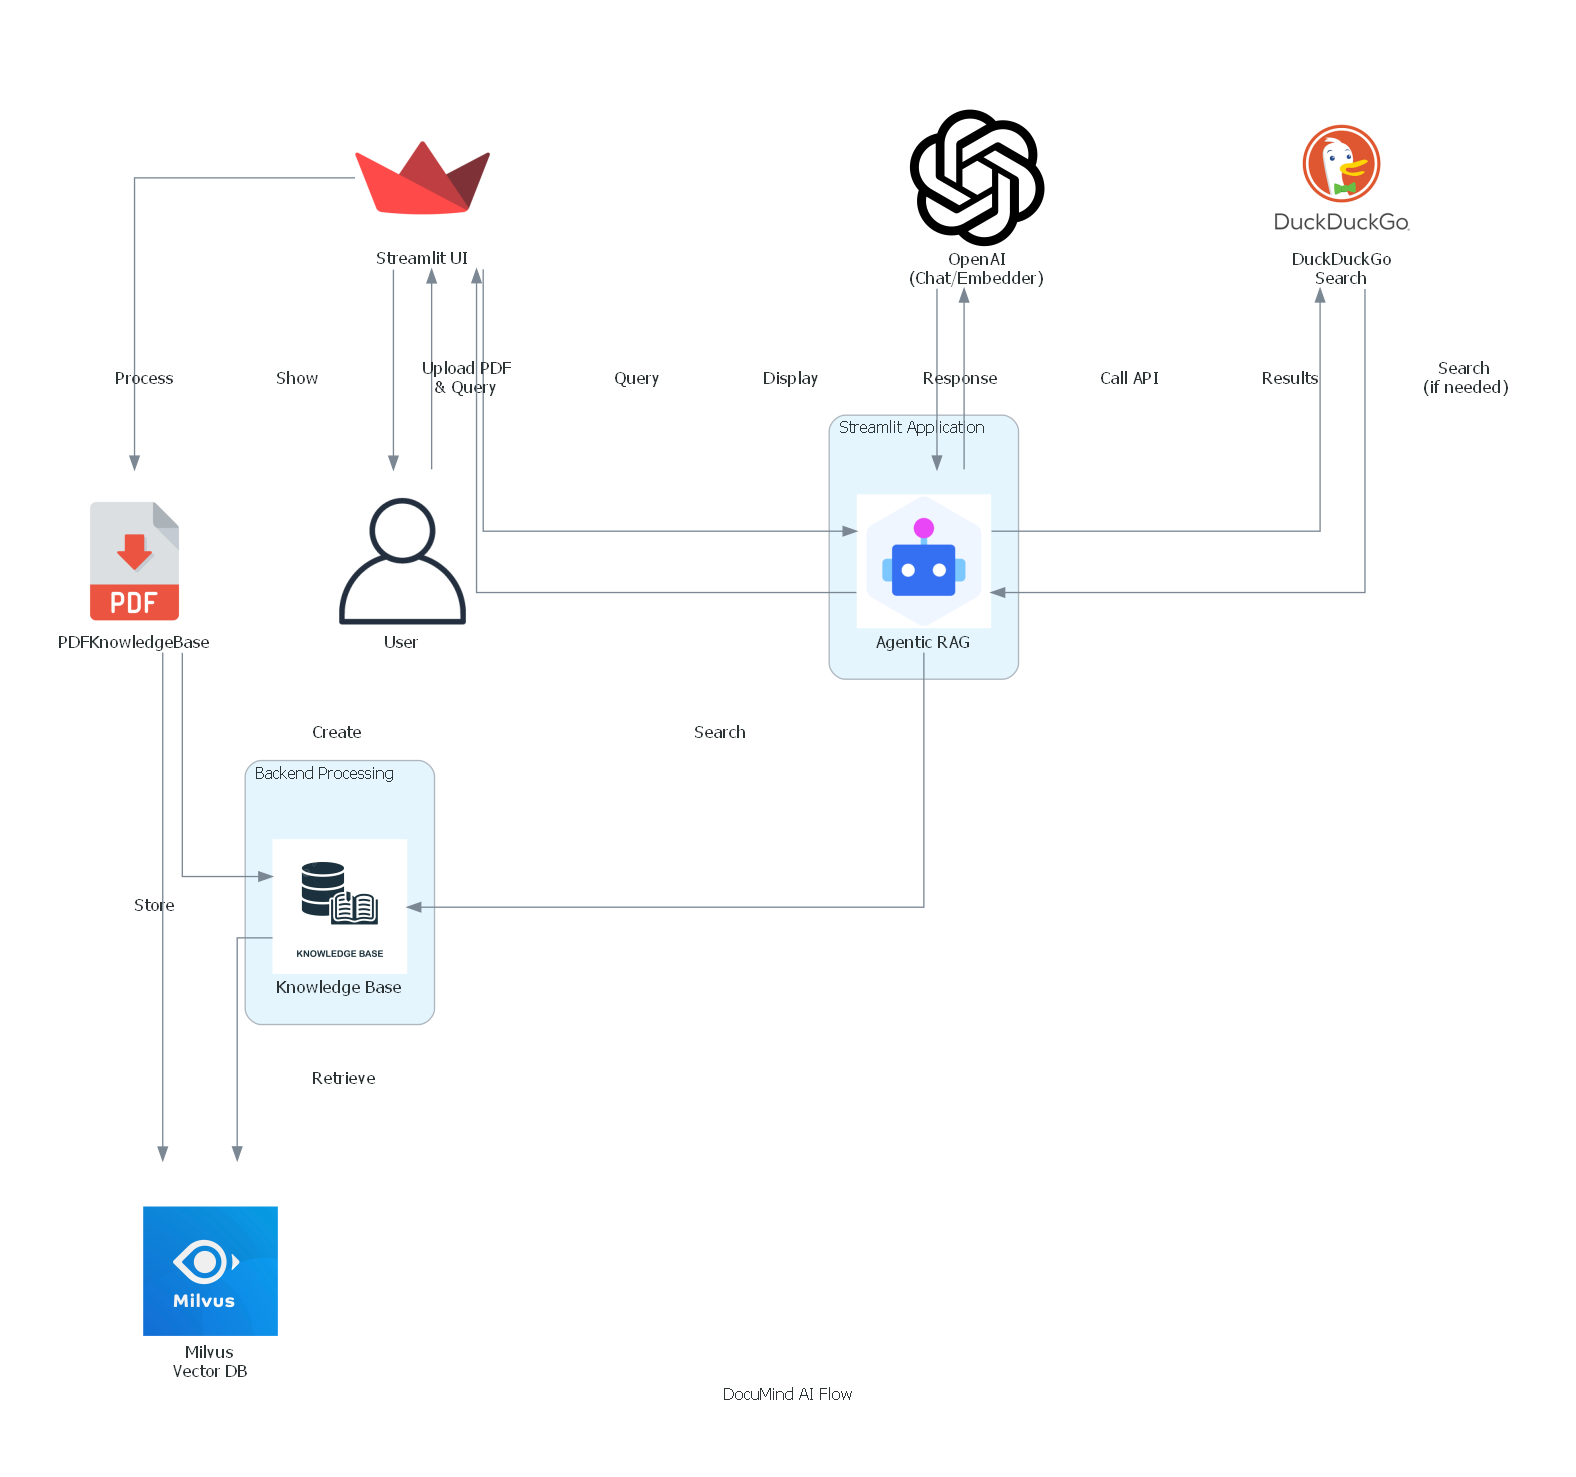 DuckDuckGo
Streamlit UI
OpenAI
(Chat/Embedder)
DuckDuckGo
Search
Process
Show
Upload PDF
& Query
Query
Display
Response
Call API
Results
Search
(if needed)
Streamlit Application
PDF
PDFKnowledgeBase
User
Agentic RAG
Create
Search
Backend Processing
Store
KNOWLEDGE BASE
Knowledge Base
Retrieve
Milvus
Milvus
Vector DB
DocuMind AI Flow